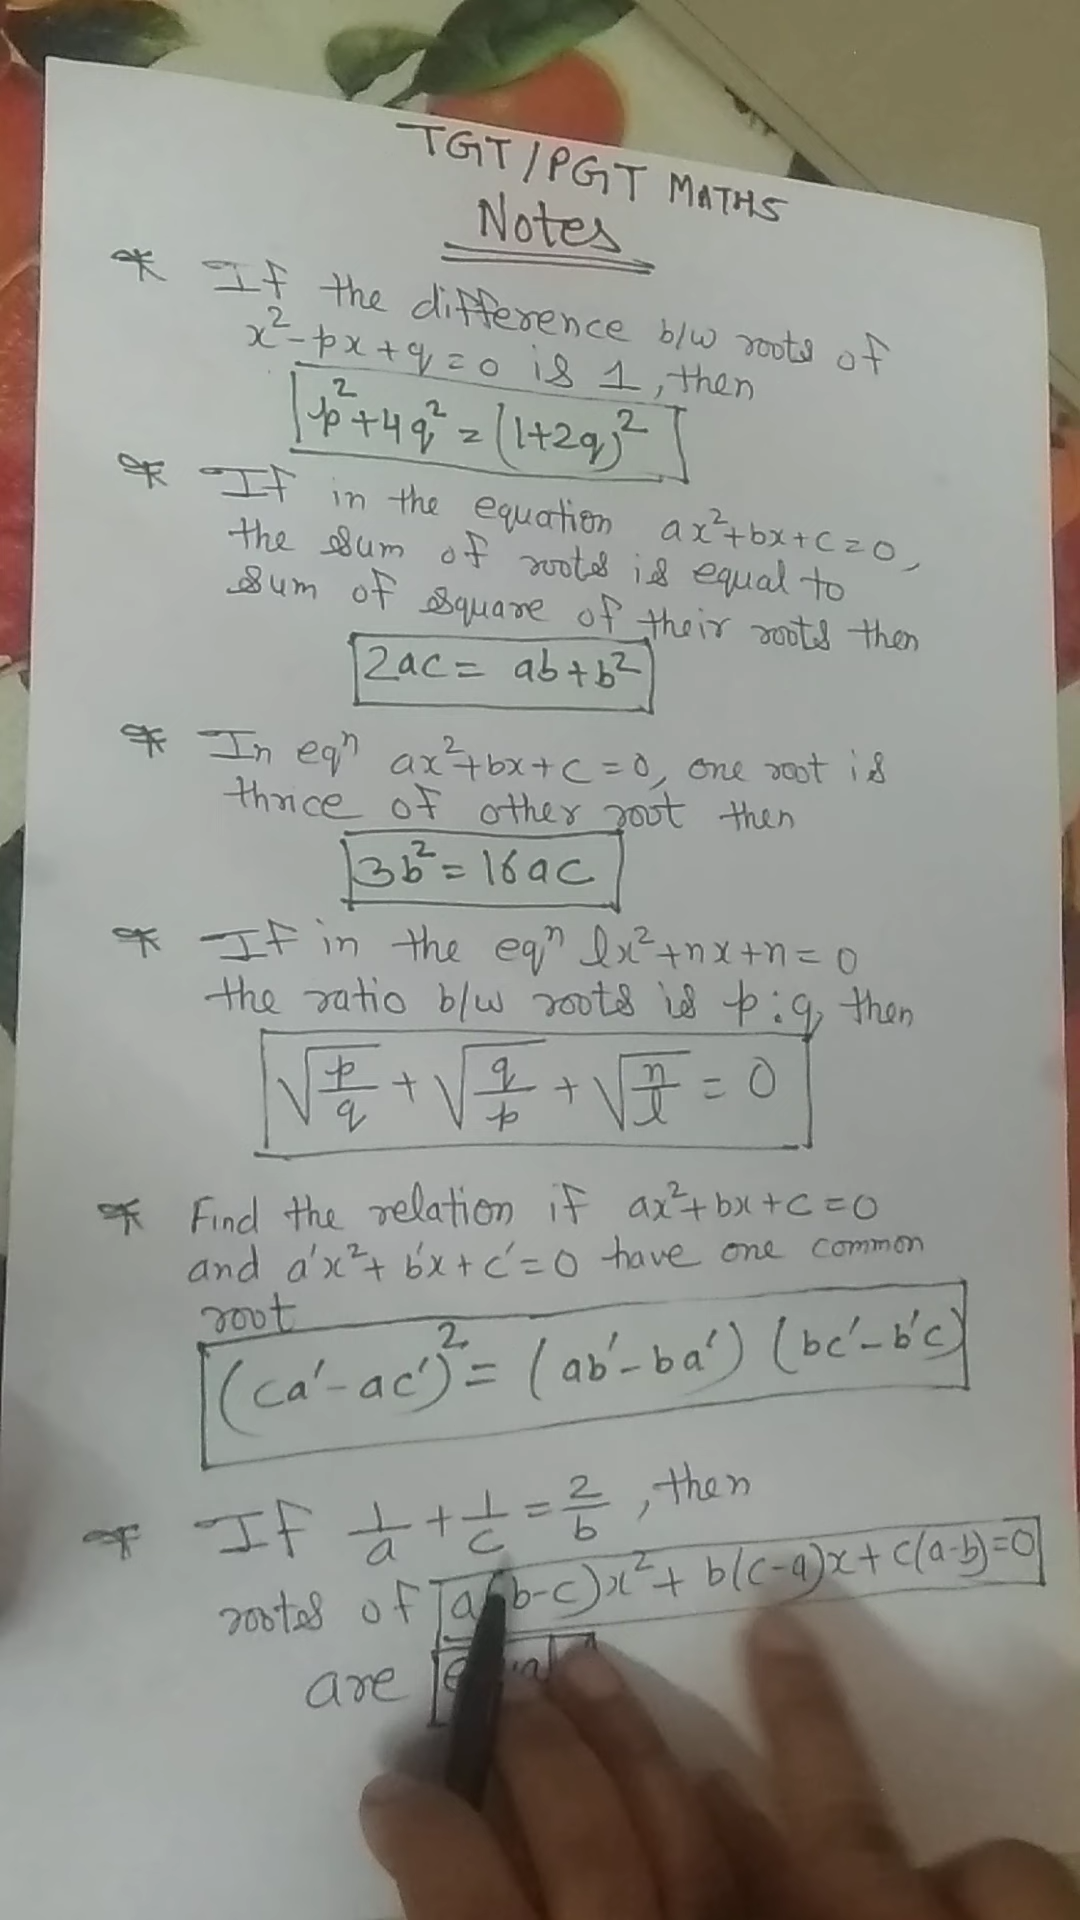 TGT/PGT MATHS
Notes
* If the difference b/w roots of
x²-px+q=0 is 1, then
p²+4q²=(1+2q)²
* If in the equation ax²+bx+c=0,
the sum of roots is equal to
sum of square of their roots then
2ac= ab+b²
* In eqⁿ ax²+bx+c=0, one root is
thrice of other root then
3b²=16ac
* If in the eqⁿ lx²+nx+n=0
the ratio b/w roots is p:q, then
√(p/q) + √(q/p) + √(n/l) = 0
* Find the relation if ax²+bx+c=0
and a'x²+b'x+c'=0 have one common
root
(ca'-ac')²=(ab'-ba')(bc'-b'c)
* If 1/a + 1/c = 2/b, then
roots of a(b-c)x²+b(c-a)x+c(a-b)=0
are